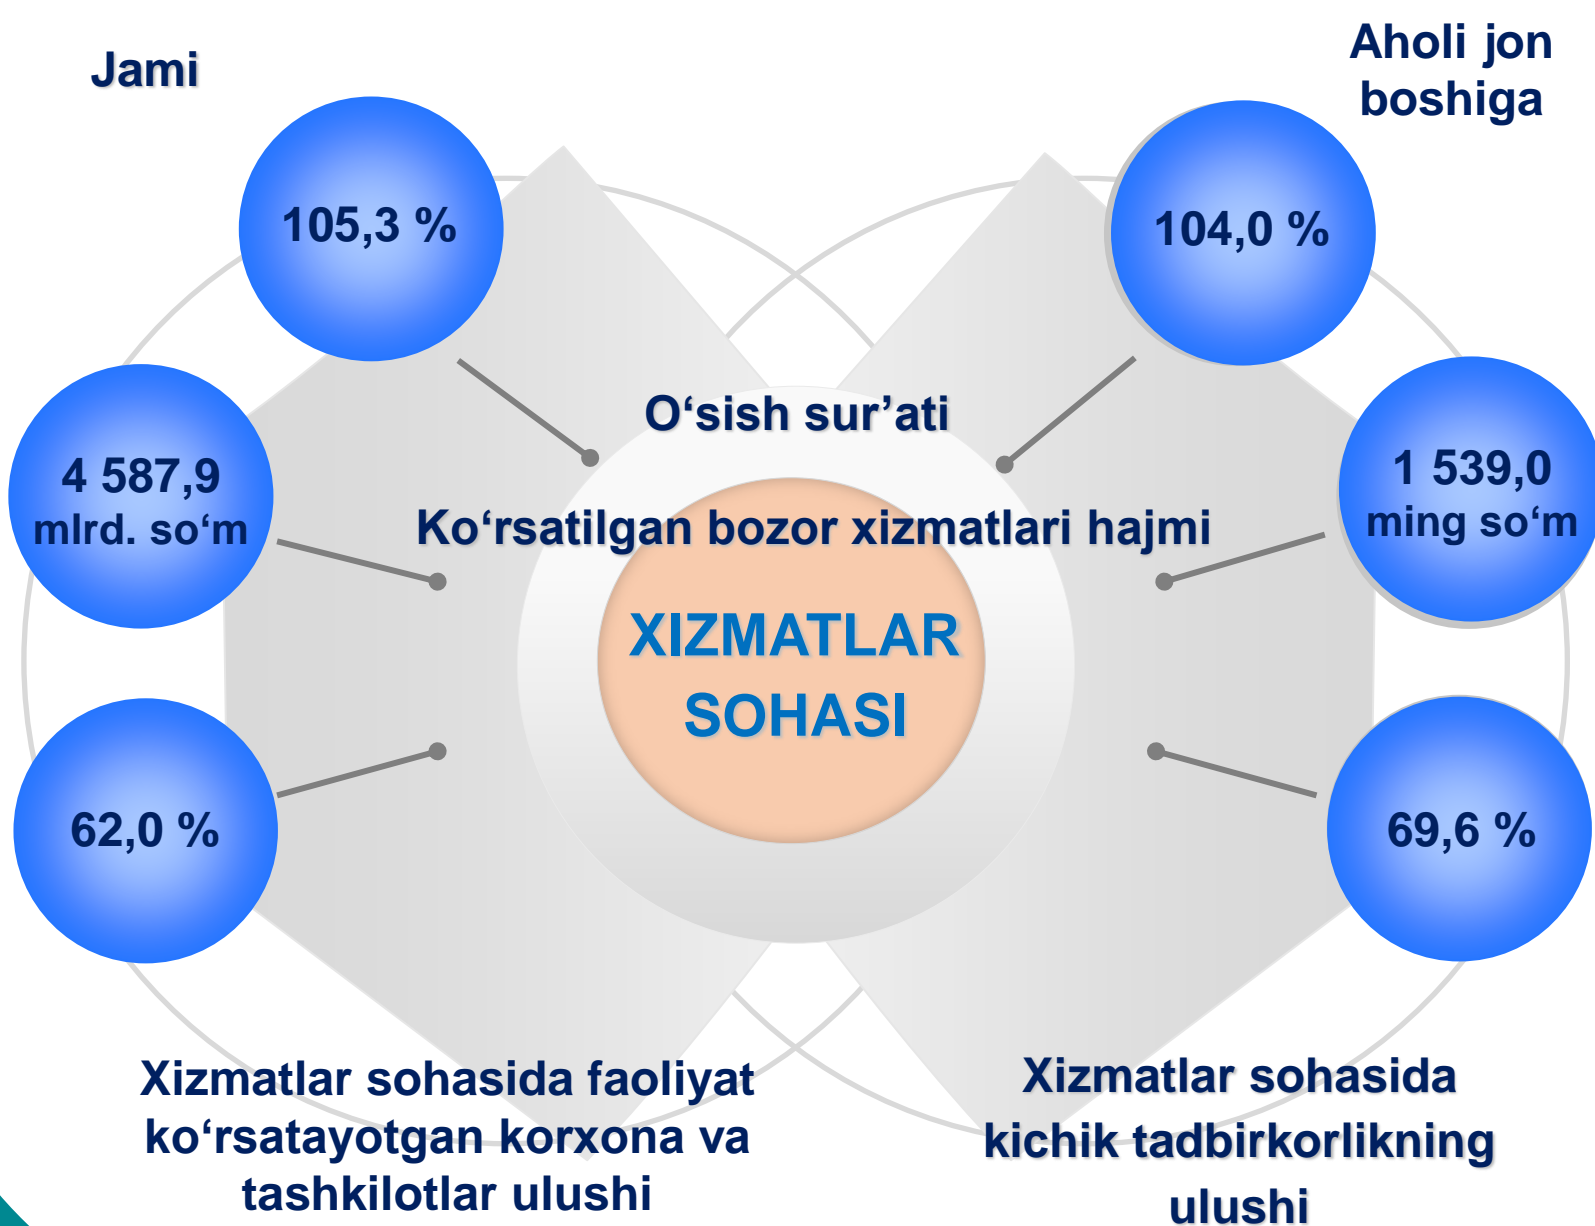 Jami
Aholi jon
boshiga
105,3 %
104,0 %
O‘sish sur’ati
4 587,9
mlrd. so‘m
1 539,0
ming so‘m
Ko‘rsatilgan bozor xizmatlari hajmi
XIZMATLAR
SOHASI
62,0 %
69,6 %
Xizmatlar sohasida faoliyat
ko‘rsatayotgan korxona va
tashkilotlar ulushi
Xizmatlar sohasida
kichik tadbirkorlikning
ulushi